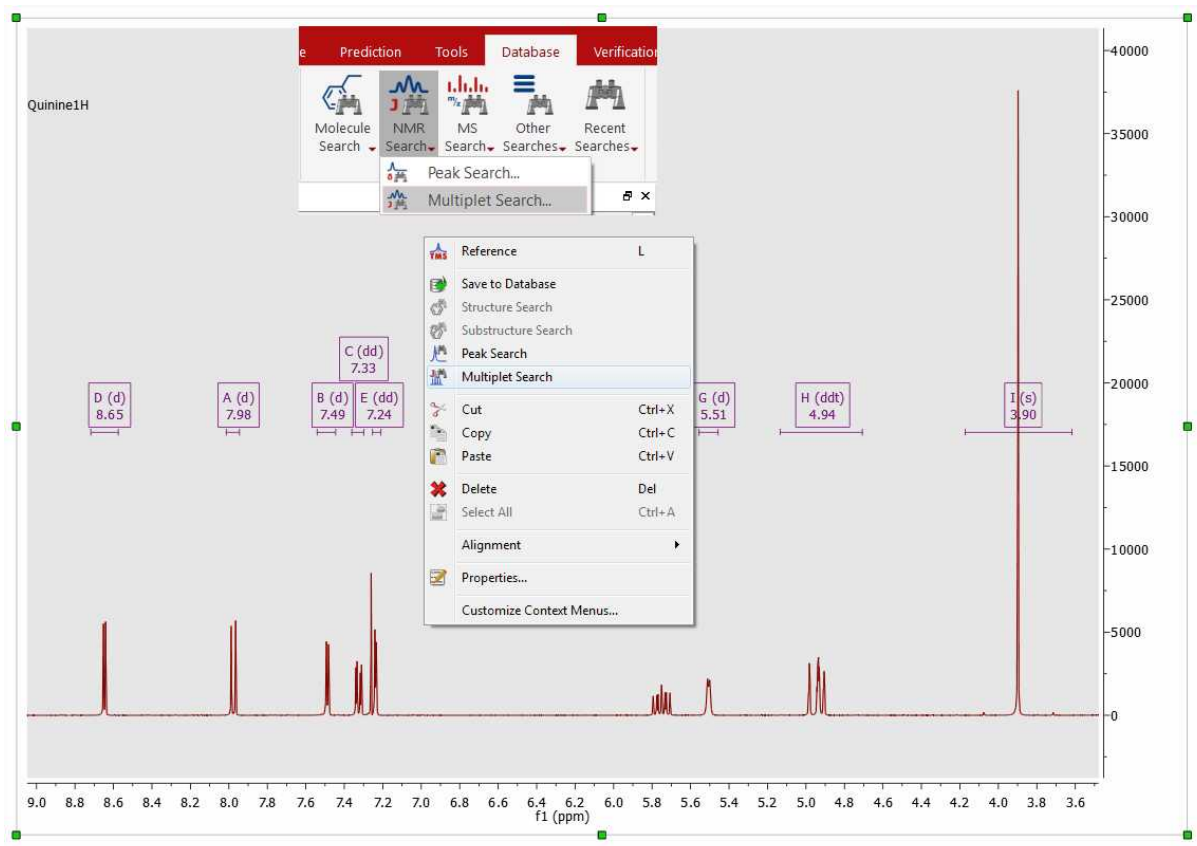 e Prediction Tools Database Verification
Molecule Search
NMR Search
MS Search
Other Searches
Recent Searches
Peak Search...
Multiplet Search...
Quinine1H
Reference L
Save to Database
Structure Search
Substructure Search
Peak Search
Multiplet Search
Cut Ctrl+X
Copy Ctrl+C
Paste Ctrl+V
Delete Del
Select All Ctrl+A
Alignment
Properties...
Customize Context Menus...
D (d)
8.65
A (d)
7.98
B (d)
7.49
C (dd)
7.33
E (dd)
7.24
G (d)
5.51
H (ddt)
4.94
I (s)
3.90
40000
35000
30000
25000
20000
15000
10000
5000
0
9.0 8.8 8.6 8.4 8.2 8.0 7.8 7.6 7.4 7.2 7.0 6.8 6.6 6.4 6.2 6.0 5.8 5.6 5.4 5.2 5.0 4.8 4.6 4.4 4.2 4.0 3.8 3.6
f1 (ppm)